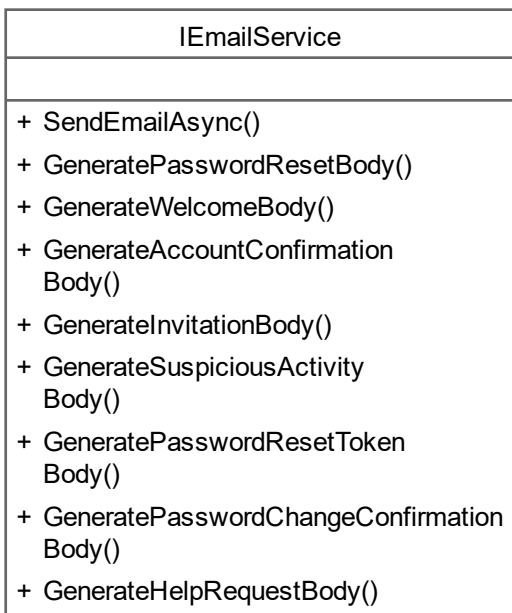 IEmailService
+ SendEmailAsync()
+ GeneratePasswordResetBody()
+ GenerateWelcomeBody()
+ GenerateAccountConfirmation
Body()
+ GenerateInvitationBody()
+ GenerateSuspiciousActivity
Body()
+ GeneratePasswordResetToken
Body()
+ GeneratePasswordChangeConfirmation
Body()
+ GenerateHelpRequestBody()